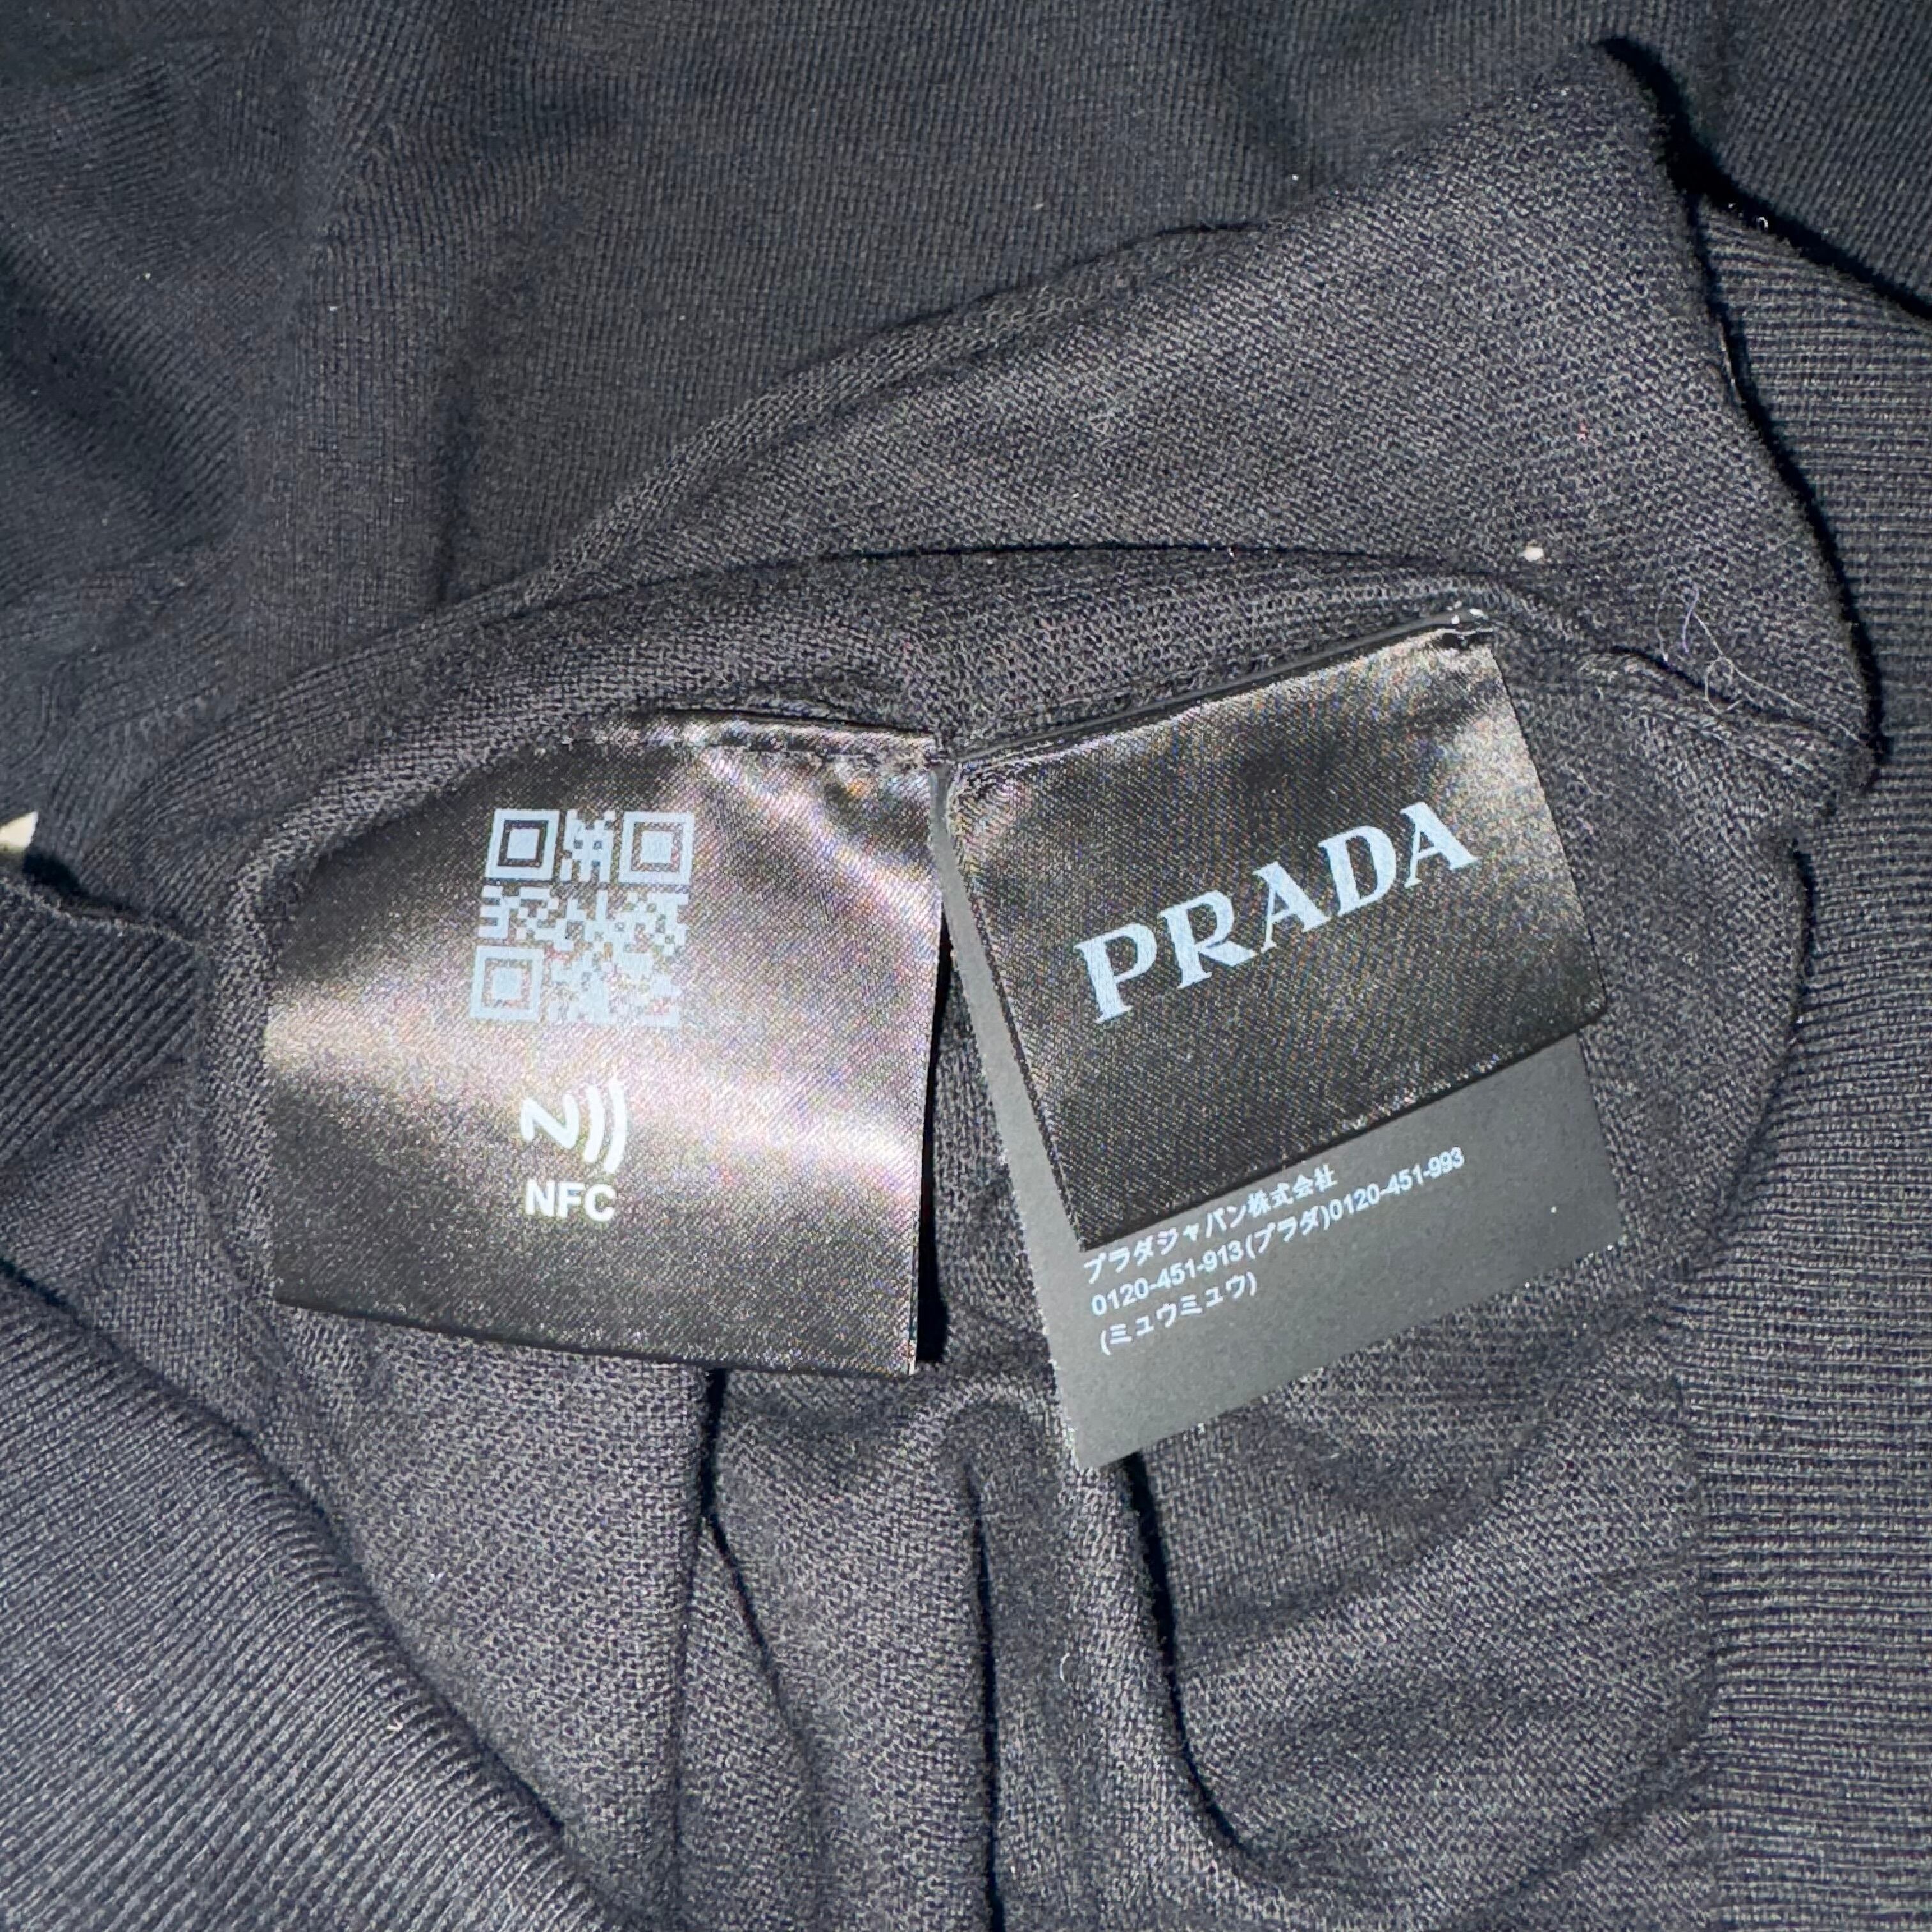 NFC
PRADA
プラダジャパン株式会社
0120-451-913(プラダ)0120-451-993
(ミュウミュウ)